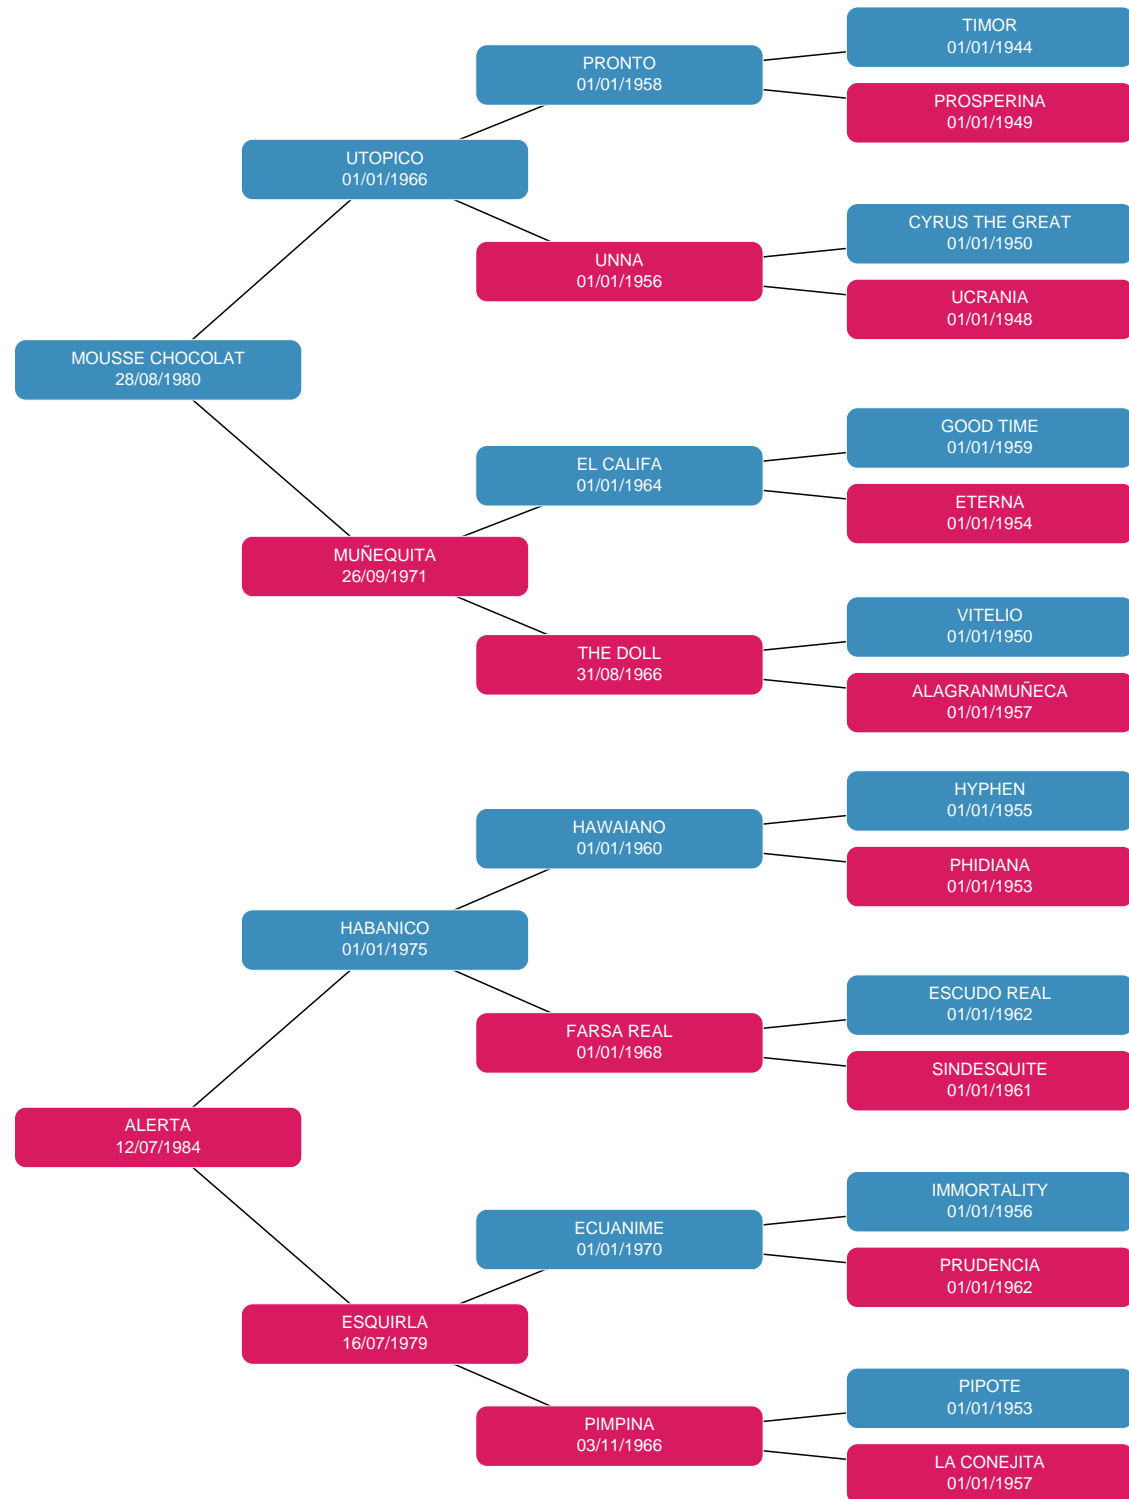 TIMOR
01/01/1944
PRONTO
01/01/1958
PROSPERINA
01/01/1949
UTOPICO
01/01/1966
CYRUS THE GREAT
01/01/1950
UNNA
01/01/1956
UCRANIA
01/01/1948
MOUSSE CHOCOLAT
28/08/1980
GOOD TIME
01/01/1959
EL CALIFA
01/01/1964
ETERNA
01/01/1954
MUÑEQUITA
26/09/1971
VITELIO
01/01/1950
THE DOLL
31/08/1966
ALAGRANMUÑECA
01/01/1957
HYPHEN
01/01/1955
HAWAIANO
01/01/1960
PHIDIANA
01/01/1953
HABANICO
01/01/1975
ESCUDO REAL
01/01/1962
FARSA REAL
01/01/1968
SINDESQUITE
01/01/1961
ALERTA
12/07/1984
IMMORTALITY
01/01/1956
ECUANIME
01/01/1970
PRUDENCIA
01/01/1962
ESQUIRLA
16/07/1979
PIPOTE
01/01/1953
PIMPINA
03/11/1966
LA CONEJITA
01/01/1957